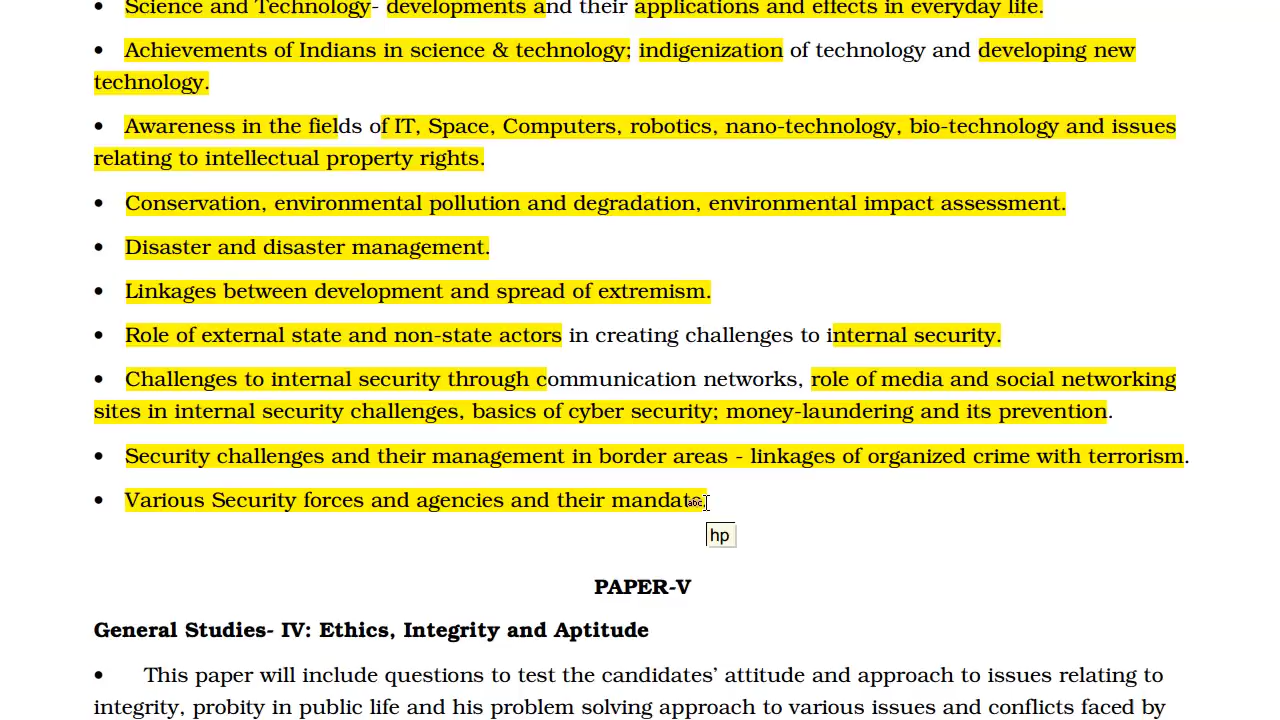 • Science and Technology- developments and their applications and effects in everyday life.
• Achievements of Indians in science & technology; indigenization of technology and developing new
technology.
• Awareness in the fields of IT, Space, Computers, robotics, nano-technology, bio-technology and issues
relating to intellectual property rights.
• Conservation, environmental pollution and degradation, environmental impact assessment.
• Disaster and disaster management.
• Linkages between development and spread of extremism.
• Role of external state and non-state actors in creating challenges to internal security.
• Challenges to internal security through communication networks, role of media and social networking
sites in internal security challenges, basics of cyber security; money-laundering and its prevention.
• Security challenges and their management in border areas - linkages of organized crime with terrorism.
• Various Security forces and agencies and their mandate.
hp
PAPER-V
General Studies- IV: Ethics, Integrity and Aptitude
• This paper will include questions to test the candidates’ attitude and approach to issues relating to
integrity, probity in public life and his problem solving approach to various issues and conflicts faced by